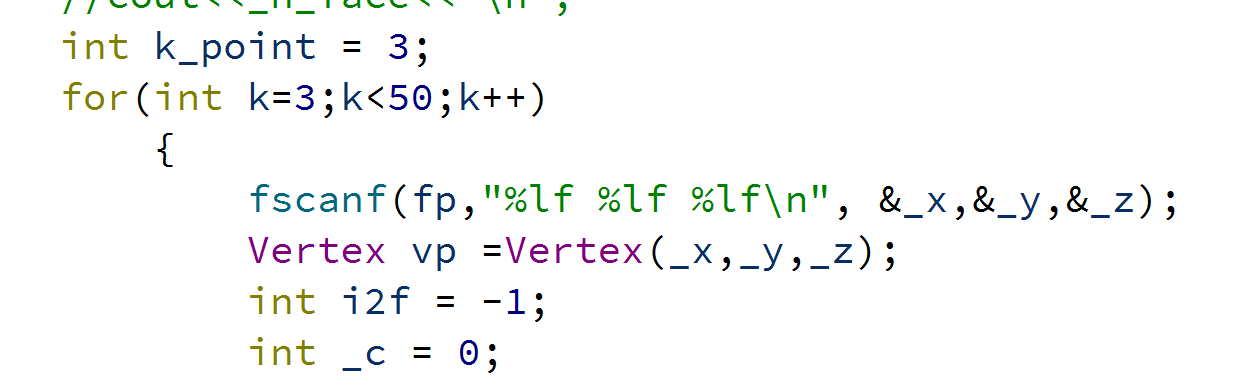 //cout<<_n_face<<"\n";
int k_point = 3;
for(int k=3;k<50;k++)
{
fscanf(fp,"%lf %lf %lf\n", &_x,&_y,&_z);
Vertex vp =Vertex(_x,_y,_z);
int i2f = -1;
int _c = 0;